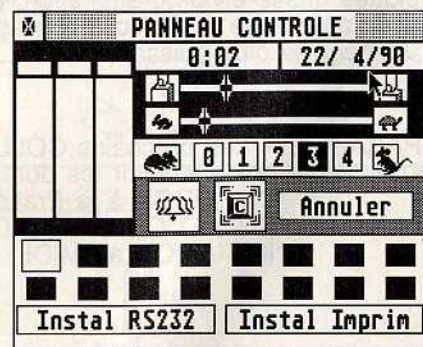 PANNEAU CONTROLE
0:02 22/ 4/90
0 1 2 3 4
C
Annuler
Instal RS232 Instal Imprim